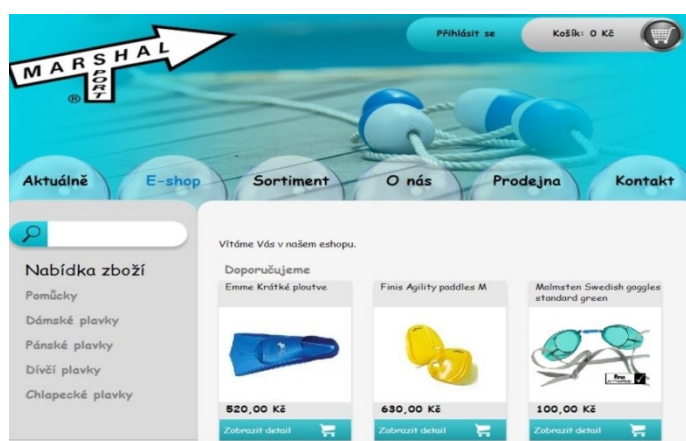 MARSHAL
SPORT
®
Přihlásit se
Košík: 0 Kč
Aktuálně
E-shop
Sortiment
O nás
Prodejna
Kontakt
Nabídka zboží
Pomůcky
Dámské plavky
Pánské plavky
Dívčí plavky
Chlapecké plavky
Vítáme Vás v našem eshopu.
Doporučujeme
Emme Krátké ploutve
520,00 Kč
Zobrazit detail
Finis Agility paddles M
630,00 Kč
Zobrazit detail
Malmsten Swedish goggles
standard green
fina
100,00 Kč
Zobrazit detail